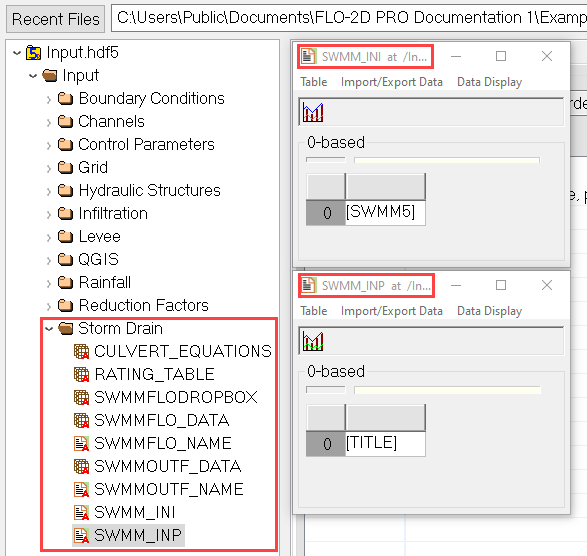 Recent Files C:\Users\Public\Documents\FLO-2D PRO Documentation 1\Examp
Input.hdf5
Input
Boundary Conditions
Channels
Control Parameters
Grid
Hydraulic Structures
Infiltration
Levee
QGIS
Rainfall
Reduction Factors
Storm Drain
CULVERT_EQUATIONS
RATING_TABLE
SWMMFLODROPBOX
SWMMFLO_DATA
SWMMFLO_NAME
SWMMOUTF_DATA
SWMMOUTF_NAME
SWMM_INI
SWMM_INP
SWMM_INI at /In...
Table Import/Export Data Data Display
0-based
0 [SWMM5]
SWMM_INP at /In...
Table Import/Export Data Data Display
0-based
0 [TITLE]